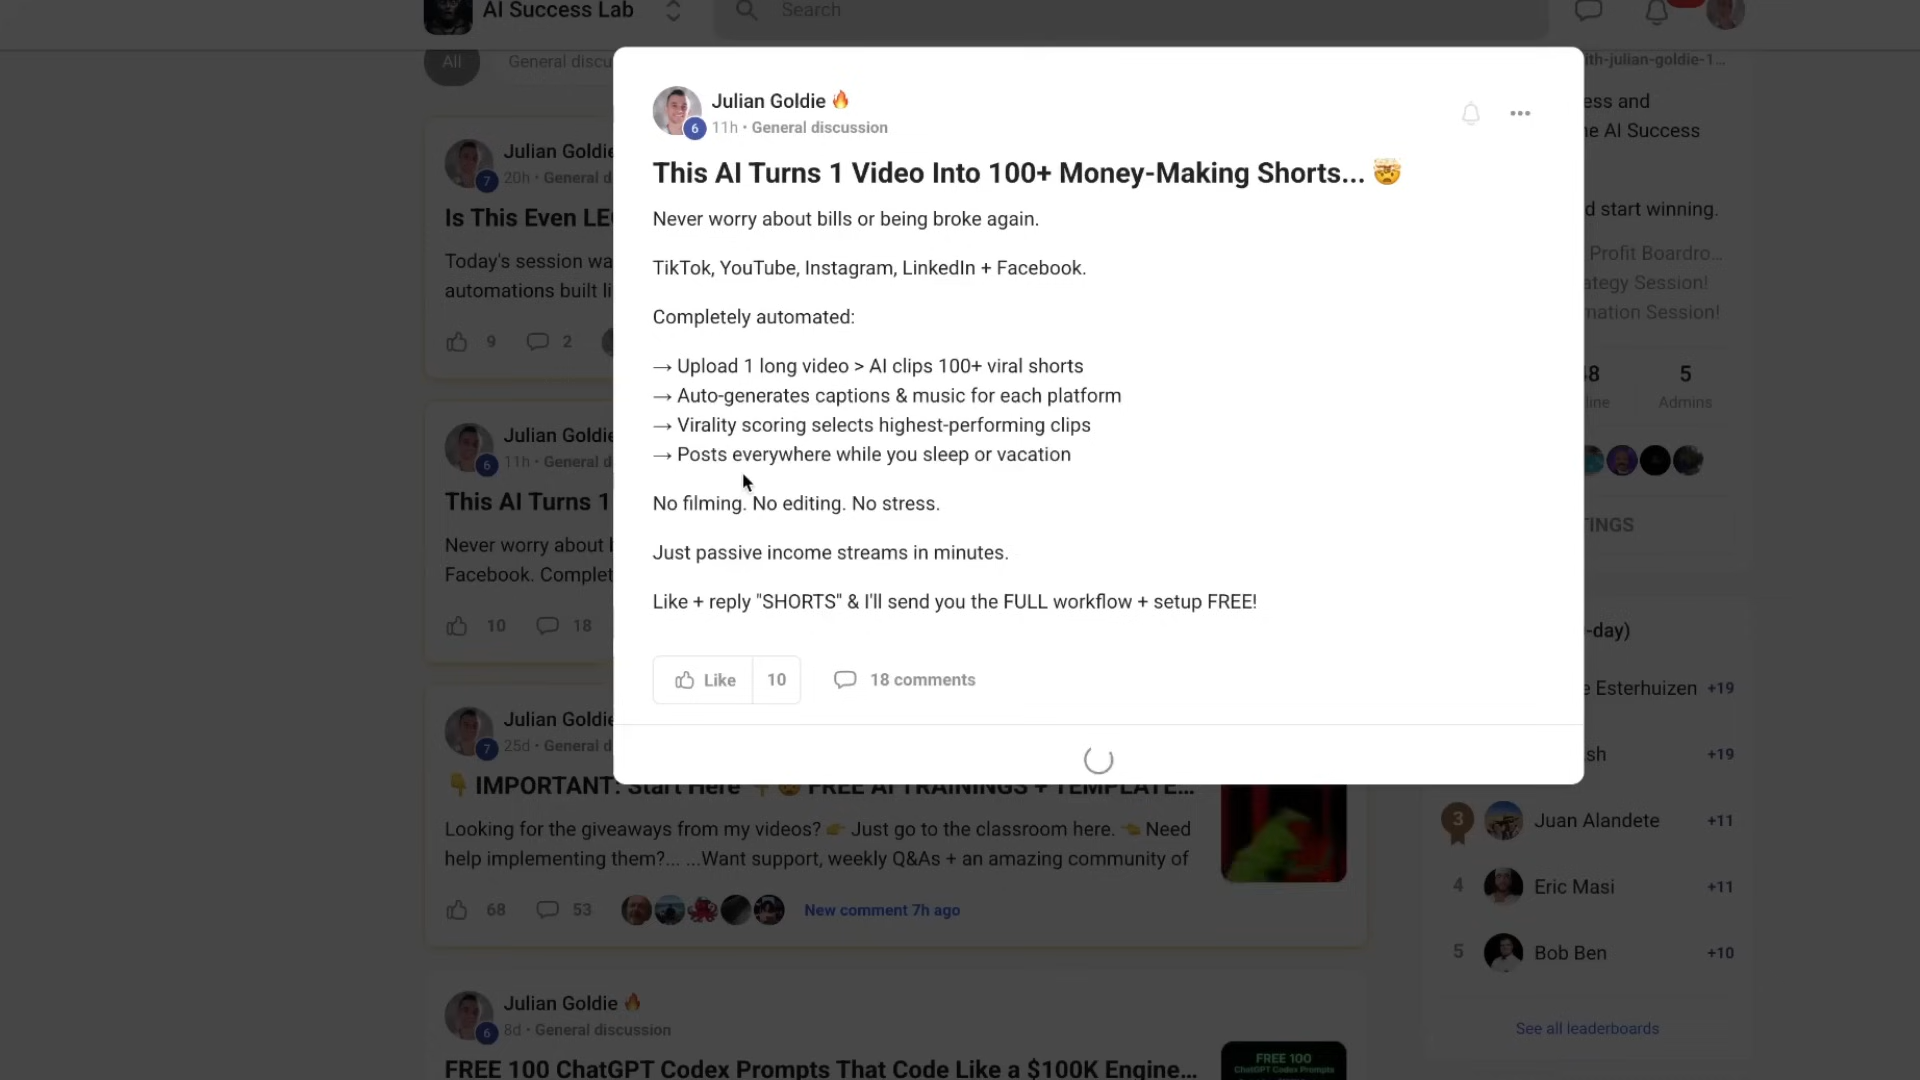 AI Success Lab
Search
All
General discu
th-julian-goldie-1...
Julian Goldie
20h • General d
Is This Even LE
Today's session wa
automations built li
9
2
Julian Goldie
11h • General d
This AI Turns 1
Never worry about b
Facebook. Complet
10
18
Julian Goldie 🔥
6
11h • General discussion
This AI Turns 1 Video Into 100+ Money-Making Shorts... 🤯
Never worry about bills or being broke again.
TikTok, YouTube, Instagram, LinkedIn + Facebook.
Completely automated:
→ Upload 1 long video > AI clips 100+ viral shorts
→ Auto-generates captions & music for each platform
→ Virality scoring selects highest-performing clips
→ Posts everywhere while you sleep or vacation
No filming. No editing. No stress.
Just passive income streams in minutes.
Like + reply "SHORTS" & I'll send you the FULL workflow + setup FREE!
Like 10
18 comments
ess and
e AI Success
d start winning.
Profit Boardro...
ategy Session!
mation Session!
48
5
line
Admins
TINGS
-day)
e Esterhuizen +19
sh +19
3 Juan Alandete +11
4 Eric Masi +11
5 Bob Ben +10
See all leaderboards
Julian Goldie
7
25d • General d
👇 IMPORTANT: Start Here 👇 😮 FREE AI TRAININGS + TEMPLATE...
Looking for the giveaways from my videos? 👉 Just go to the classroom here. 👈 Need
help implementing them?... ...Want support, weekly Q&As + an amazing community of
68
53
New comment 7h ago
Julian Goldie 🔥
6
8d • General discussion
FREE 100 ChatGPT Codex Prompts That Code Like a $100K Engine...
FREE 100
ChatGPT Codex Prompts